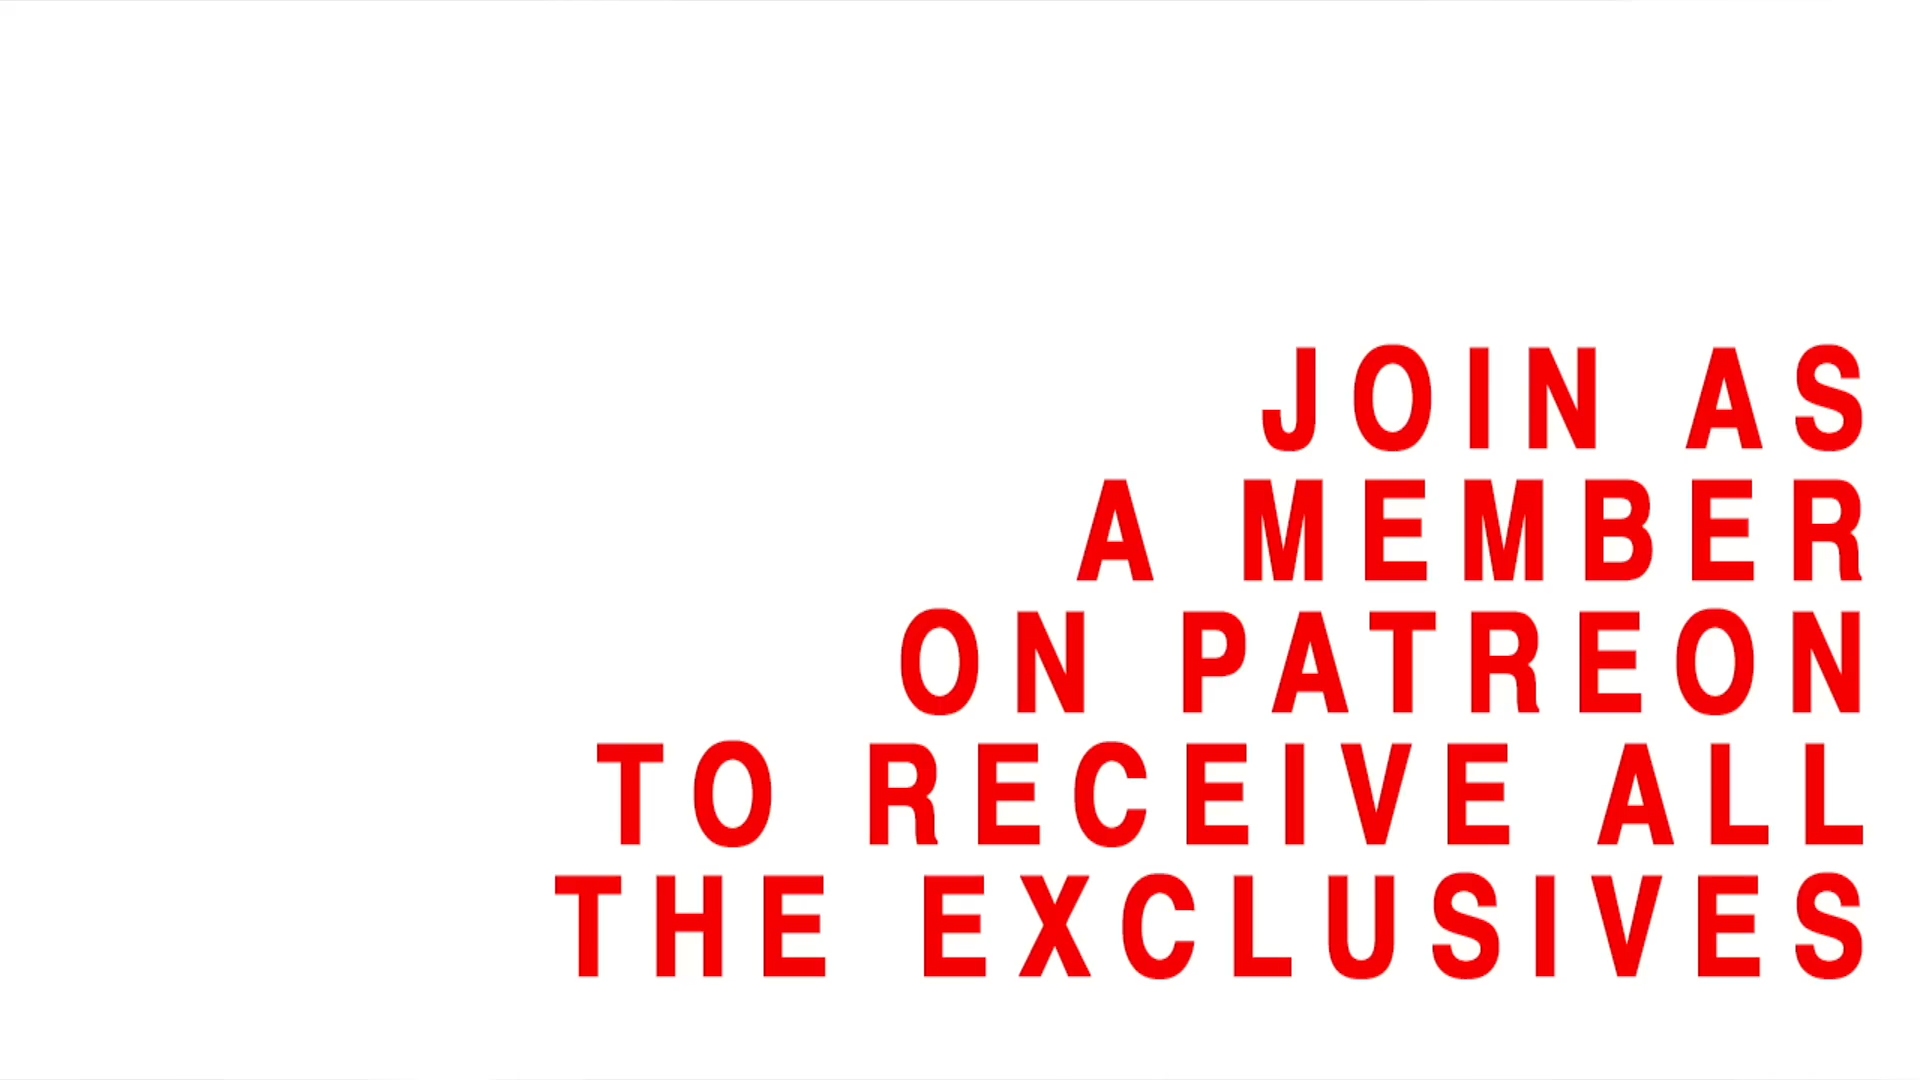 JOIN AS
A MEMBER
ON PATREON
TO RECEIVE ALL
THE EXCLUSIVES